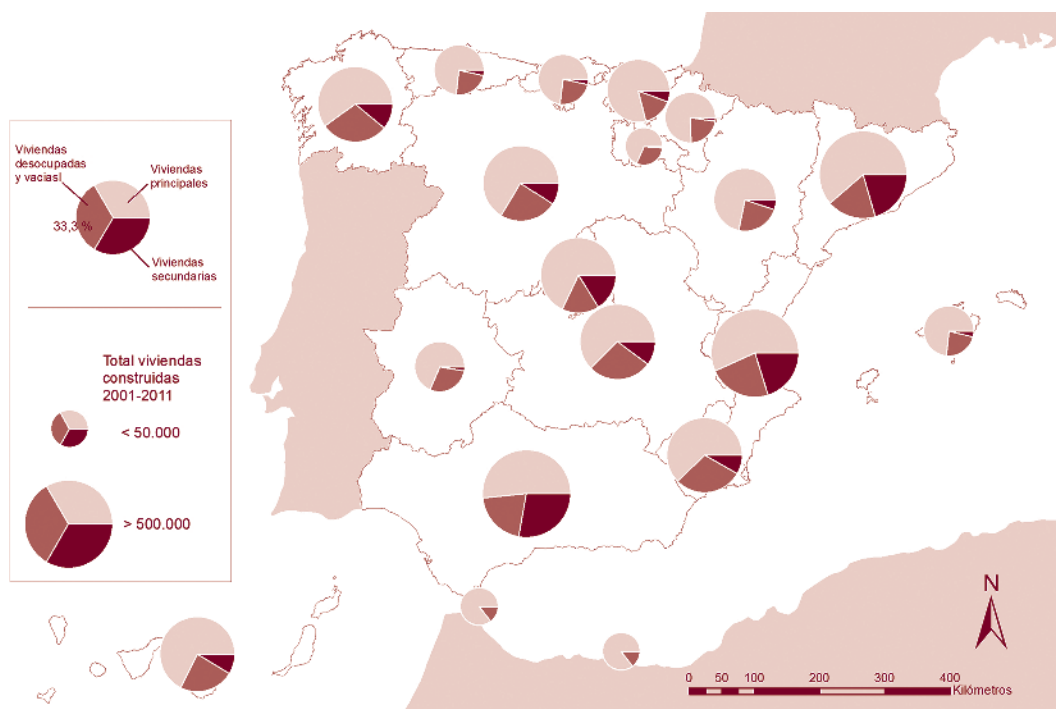 Viviendas
desocupadas
y vaciasl
Viviendas
principales
33,3 %
Viviendas
secundarias
Total viviendas
construidas
2001-2011
< 50.000
> 500.000
N
0 50 100 200 300 400
Kilómetros